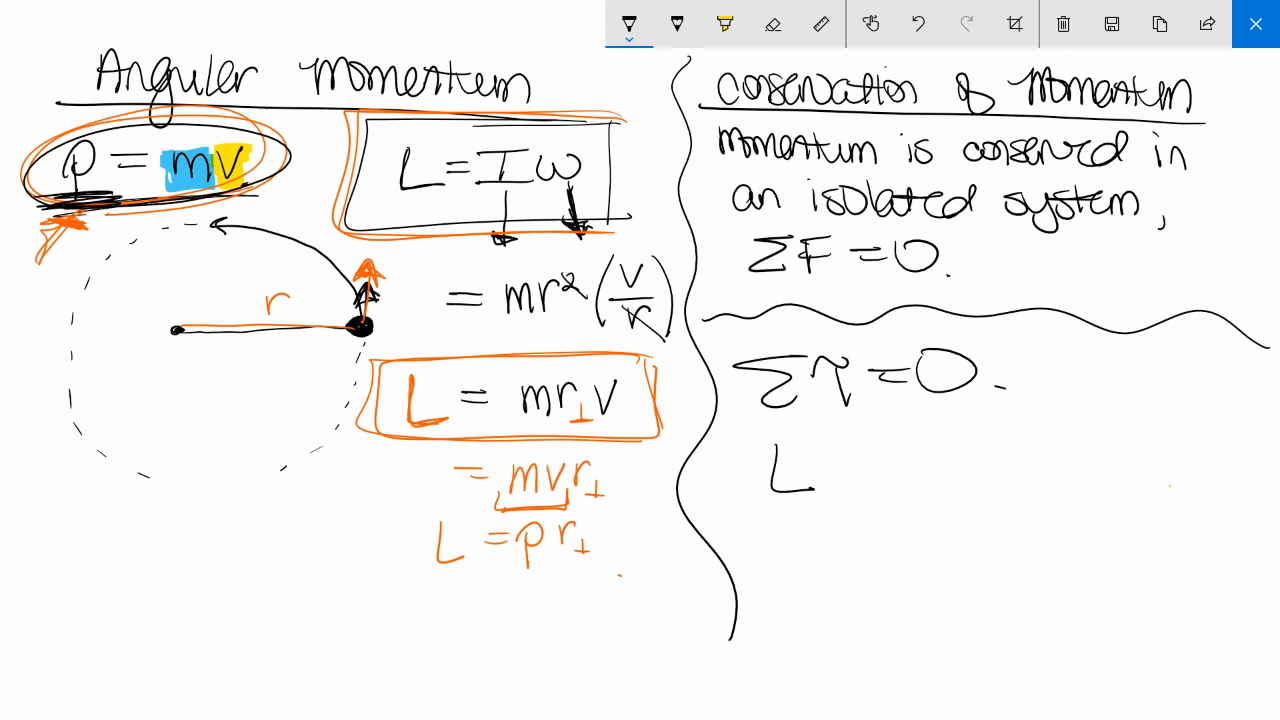 Angular Momentum
p = mv
L = Iω
r
= mr² (v/r)
L = mr⊥v
= mvr⊥
L = pr⊥
conservation of Momentum
Momentum is conserved in
an isolated system,
ΣF = 0.
Στ = 0.
L